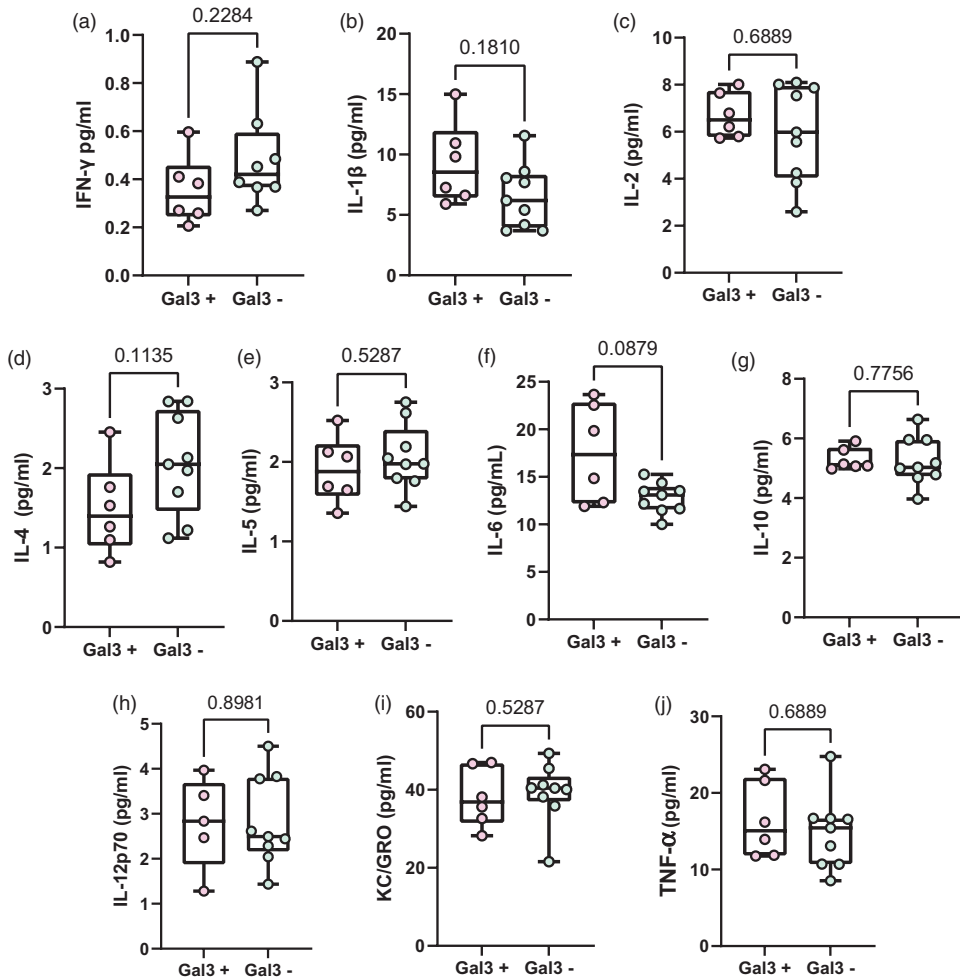 (a)
0.2284
IFN-γ pg/ml
1.0
0.8
0.6
0.4
0.2
0.0
Gal3 +
Gal3 -
(b)
0.1810
IL-1β (pg/ml)
20
15
10
5
0
Gal3 +
Gal3 -
(c)
0.6889
IL-2 (pg/ml)
10
8
6
4
2
0
Gal3 +
Gal3 -
(d)
0.1135
IL-4 (pg/ml)
3
2
1
0
Gal3 +
Gal3 -
(e)
0.5287
IL-5 (pg/ml)
3
2
1
0
Gal3 +
Gal3 -
(f)
0.0879
IL-6 (pg/mL)
25
20
15
10
5
0
Gal3 +
Gal3 -
(g)
0.7756
IL-10 (pg/ml)
8
6
4
2
0
Gal3 +
Gal3 -
(h)
0.8981
IL-12p70 (pg/ml)
5
4
3
2
1
0
Gal3 +
Gal3 -
(i)
0.5287
KC/GRO (pg/ml)
60
40
20
0
Gal3 +
Gal3 -
(j)
0.6889
TNF-α (pg/ml)
30
20
10
0
Gal3 +
Gal3 -